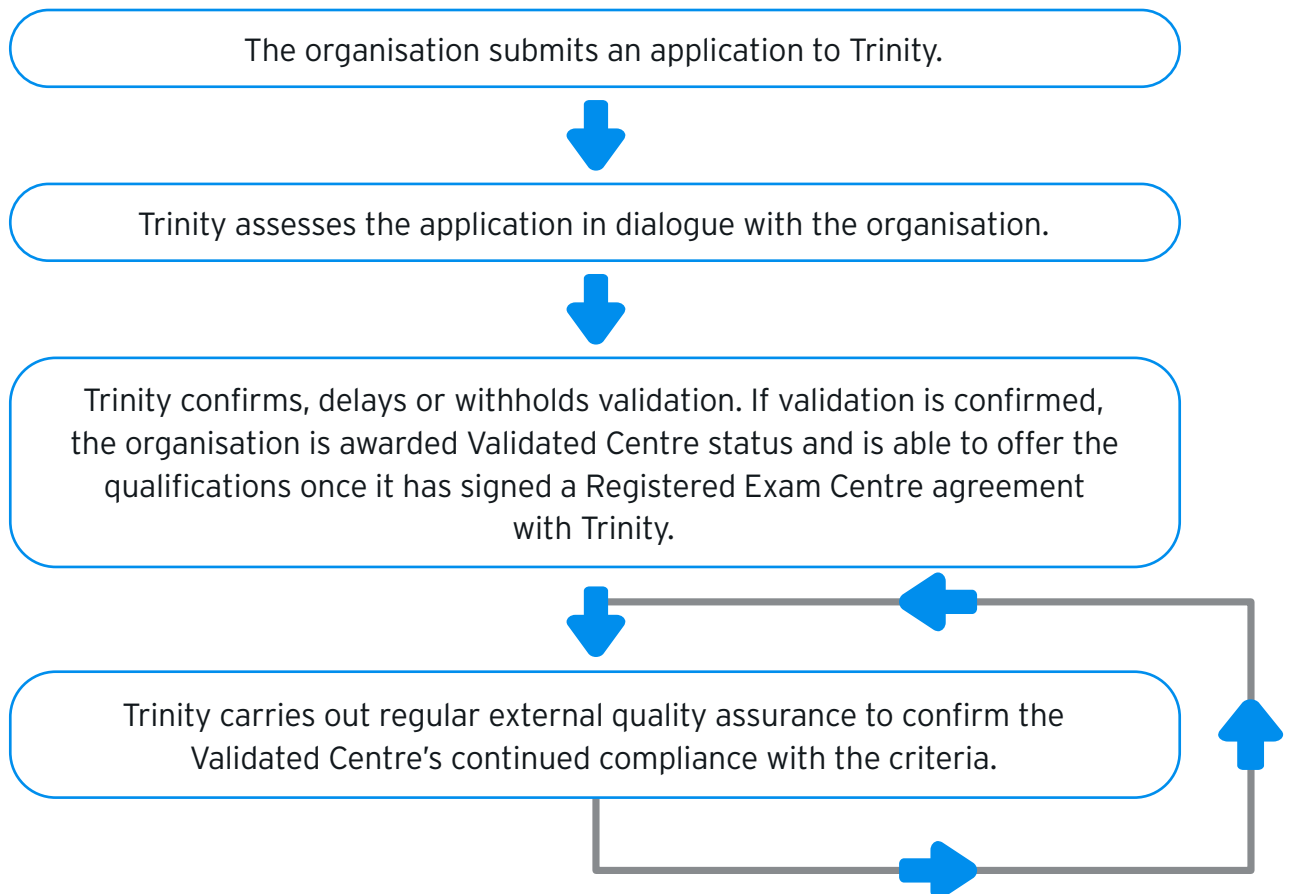 The organisation submits an application to Trinity.
Trinity assesses the application in dialogue with the organisation.
Trinity confirms, delays or withholds validation. If validation is confirmed,
the organisation is awarded Validated Centre status and is able to offer the
qualifications once it has signed a Registered Exam Centre agreement
with Trinity.
Trinity carries out regular external quality assurance to confirm the
Validated Centre’s continued compliance with the criteria.